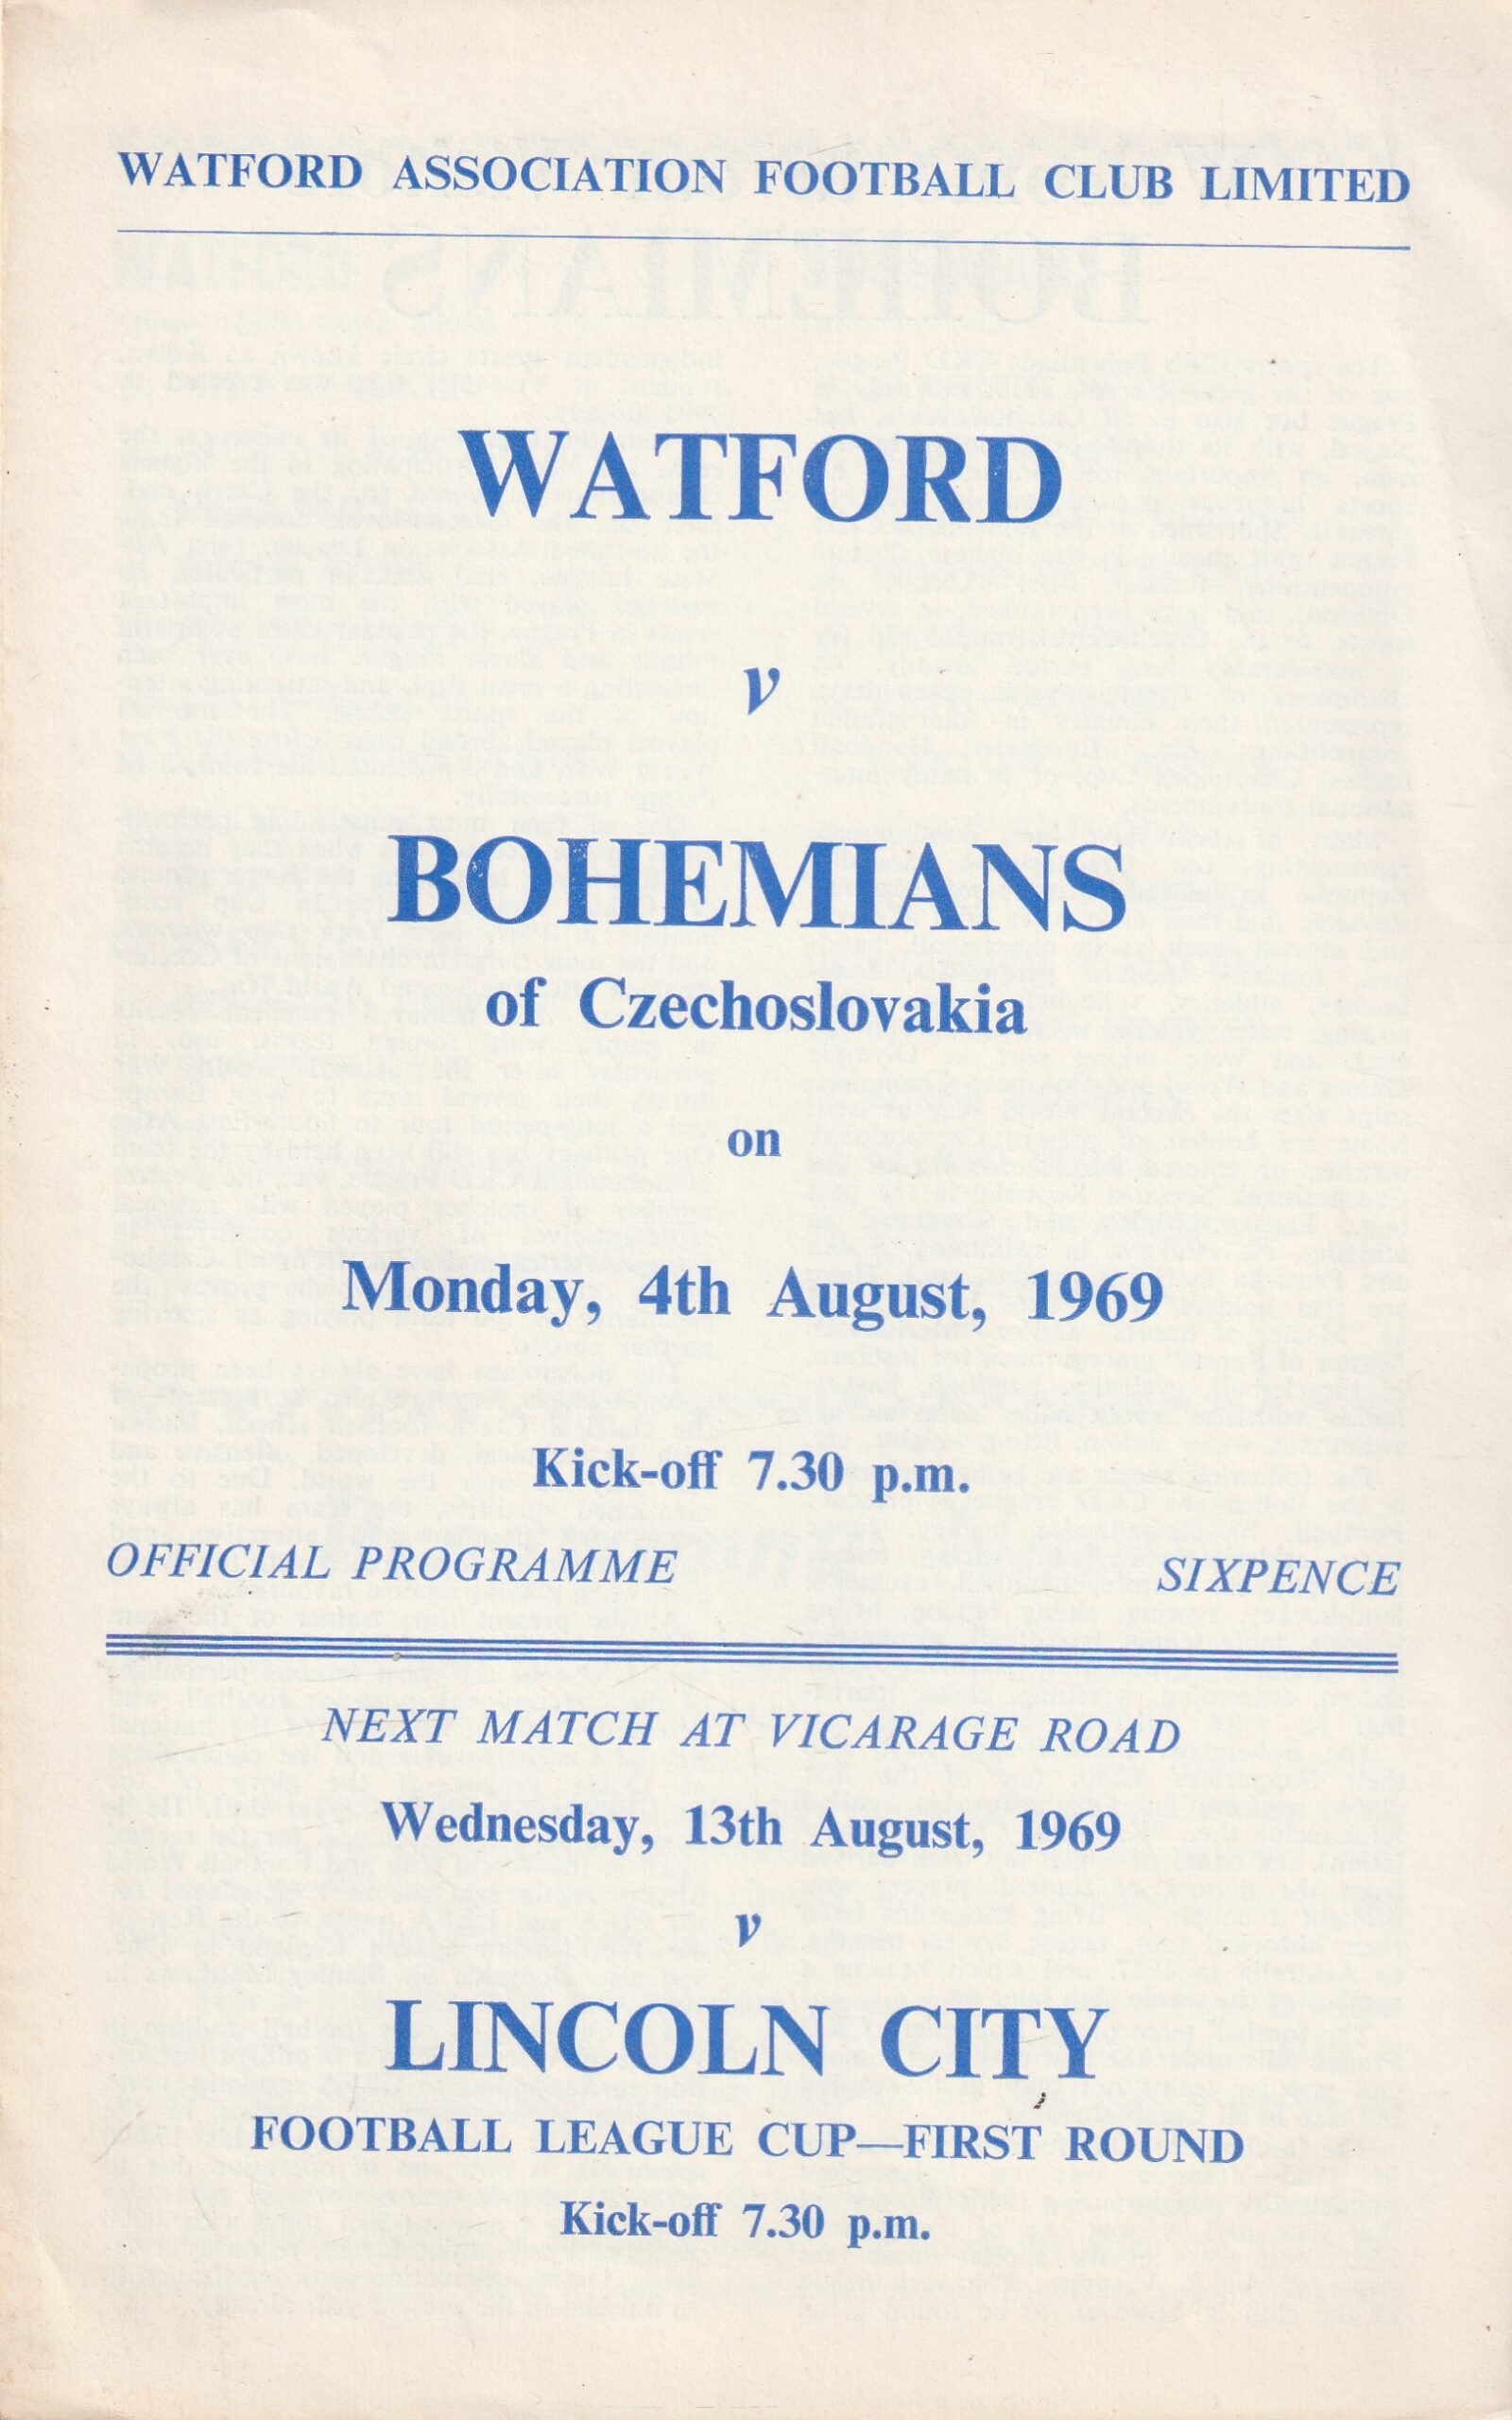 WATFORD ASSOCIATION FOOTBALL CLUB LIMITED
WATFORD
v
BOHEMIANS
of Czechoslovakia
on
Monday, 4th August, 1969
Kick-off 7.30 p.m.
OFFICIAL PROGRAMME SIXPENCE
NEXT MATCH AT VICARAGE ROAD
Wednesday, 13th August, 1969
v
LINCOLN CITY
FOOTBALL LEAGUE CUP—FIRST ROUND
Kick-off 7.30 p.m.